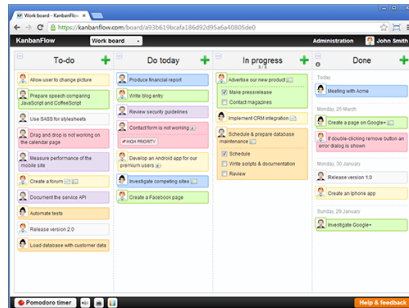 Work board - KanbanFlow
https://kanbanflow.com/board/a93b619bcafa186d92d95a6a40805de0
KanbanFlow
Work board
Administration
John Smith
To-do
Allow user to change picture
Prepare speech comparing
JavaScript and CoffeeScript
Use SASS for stylesheets
Drag and drop is not working on
the calendar page
Measure performance of the
mobile site
Create a forum
Document the service API
Automate tests
Release version 2.0
Load database with customer data
Do today
Produce financial report
Write blog entry
Review security guidelines
Contact form is not working
HIGH PRIORITY
Develop an Android app for our
premium users
Investigate competing sites
Create a Facebook page
In progress
Advertise our new product
Make pressrelease
Contact magazines
Implement CRM integration
Schedule and prepare database
maintenance
Schedule
Write scripts & documentation
Review
Done
Today
Meeting with Acme
Monday, 25 March
Create a page on Google+
If double-clicking remove button an
error dialog is shown
Monday, 30 January
Release version 1.0
Create an Iphone app
Sunday, 29 January
Investigate Google+
Pomodoro timer
Help & feedback